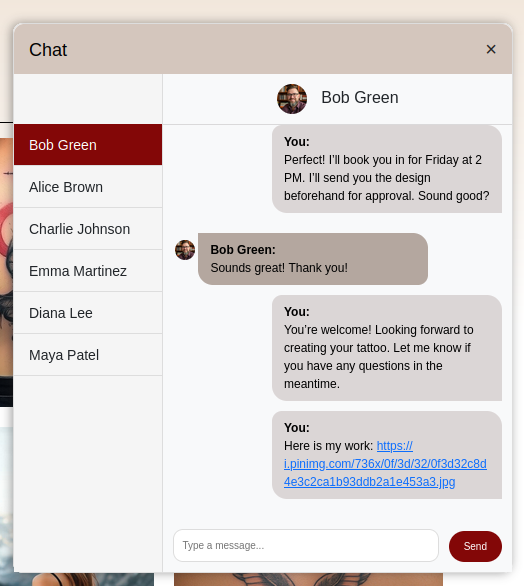 Chat
×
Bob Green
Alice Brown
Charlie Johnson
Emma Martinez
Diana Lee
Maya Patel
Bob Green
You:
Perfect! I’ll book you in for Friday at 2
PM. I’ll send you the design
beforehand for approval. Sound good?
Bob Green:
Sounds great! Thank you!
You:
You’re welcome! Looking forward to
creating your tattoo. Let me know if
you have any questions in the
meantime.
You:
Here is my work: https://
i.pinimg.com/736x/0f/3d/32/0f3d32c8d
4e3c2ca1b93ddb2a1e453a3.jpg
Type a message...
Send